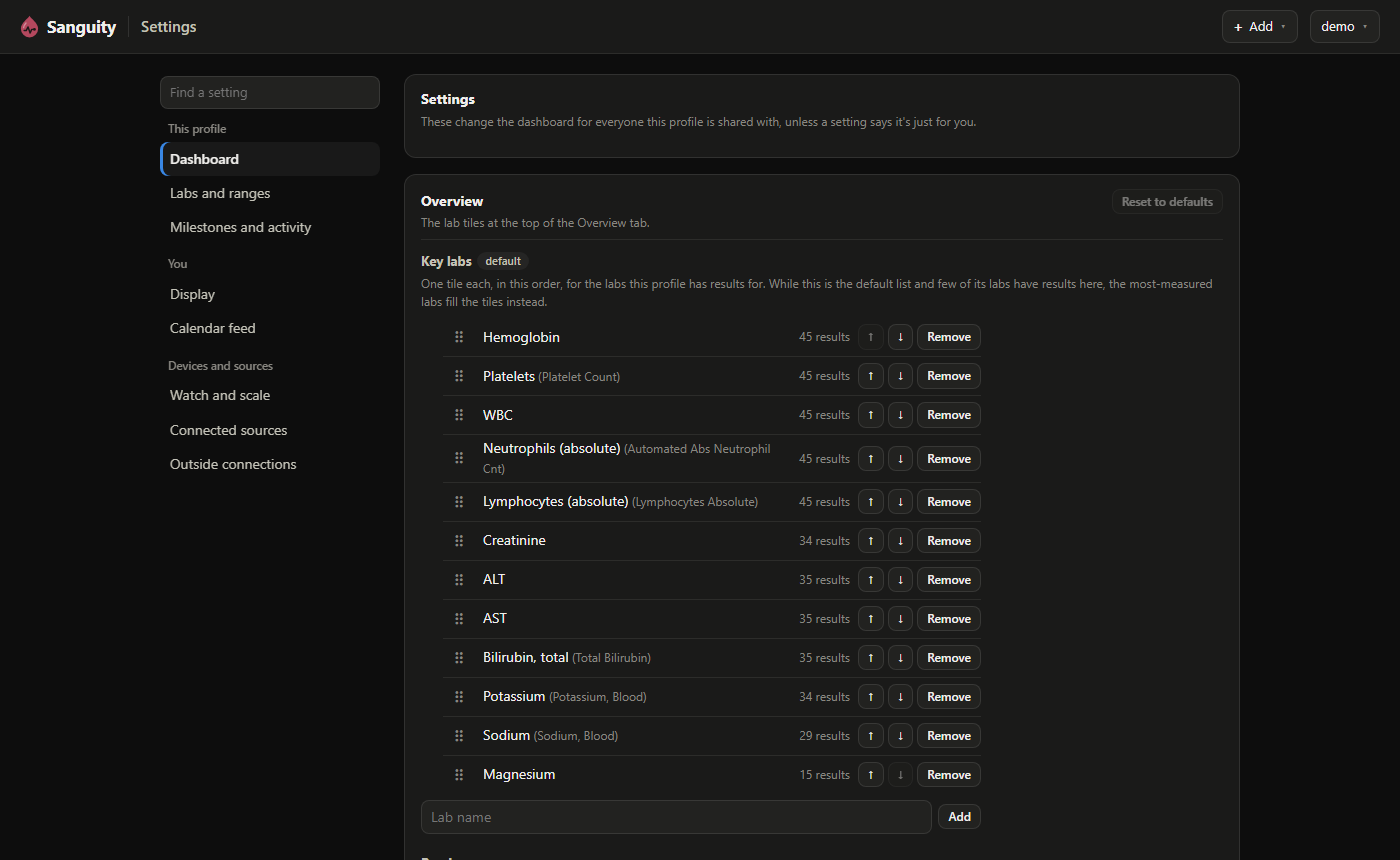 Sanguity
Settings
+ Add
demo
Find a setting
This profile
Dashboard
Labs and ranges
Milestones and activity
You
Display
Calendar feed
Devices and sources
Watch and scale
Connected sources
Outside connections
Settings
These change the dashboard for everyone this profile is shared with, unless a setting says it's just for you.
Overview
Reset to defaults
The lab tiles at the top of the Overview tab.
Key labs default
One tile each, in this order, for the labs this profile has results for. While this is the default list and few of its labs have results here, the most-measured
labs fill the tiles instead.
Hemoglobin 45 results ↑ ↓ Remove
Platelets (Platelet Count) 45 results ↑ ↓ Remove
WBC 45 results ↑ ↓ Remove
Neutrophils (absolute) (Automated Abs Neutrophil
Cnt) 45 results ↑ ↓ Remove
Lymphocytes (absolute) (Lymphocytes Absolute) 45 results ↑ ↓ Remove
Creatinine 34 results ↑ ↓ Remove
ALT 35 results ↑ ↓ Remove
AST 35 results ↑ ↓ Remove
Bilirubin, total (Total Bilirubin) 35 results ↑ ↓ Remove
Potassium (Potassium, Blood) 34 results ↑ ↓ Remove
Sodium (Sodium, Blood) 29 results ↑ ↓ Remove
Magnesium 15 results ↑ ↓ Remove
Lab name
Add